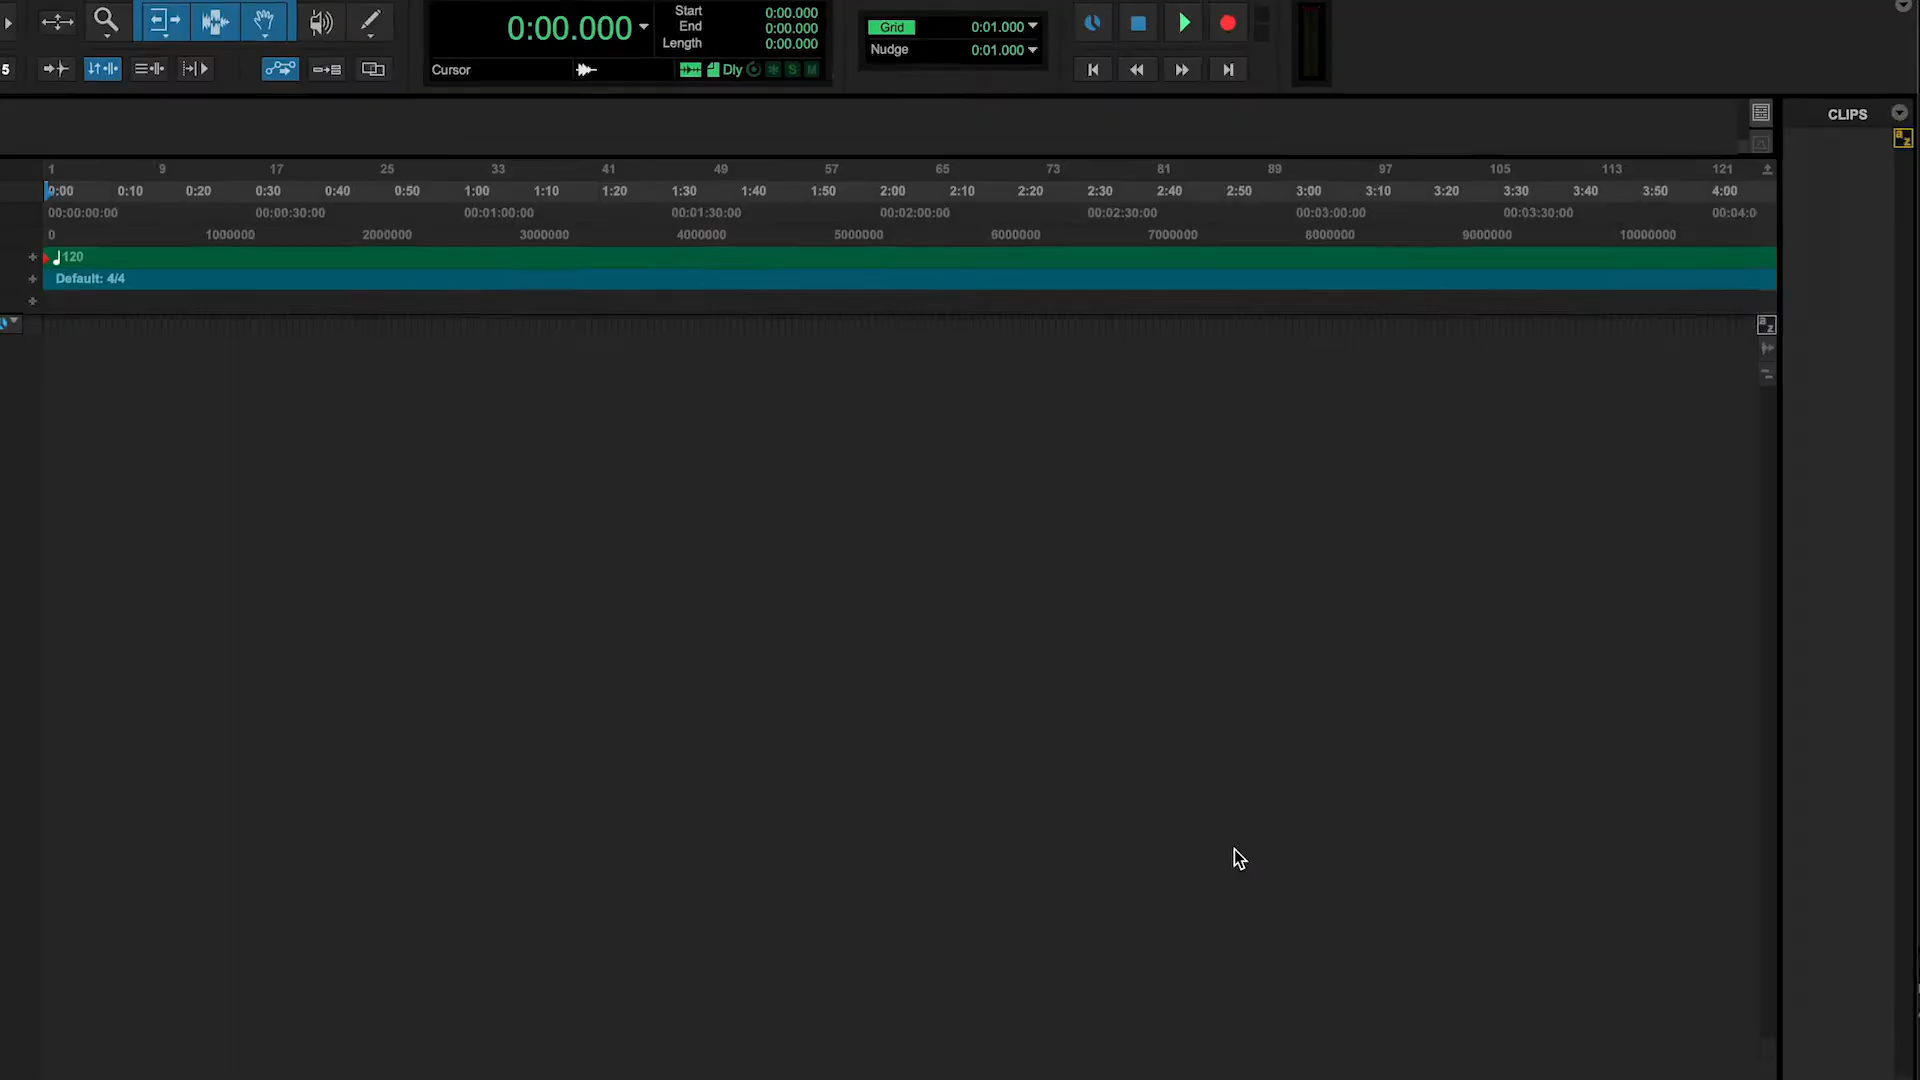 0:00.000
Start 0:00.000
End 0:00.000
Length 0:00.000
Grid 0:01.000
Nudge 0:01.000
5
Cursor
Dly
S
M
CLIPS
a z
1 9 17 25 33 41 49 57 65 73 81 89 97 105 113 121
0:00 0:10 0:20 0:30 0:40 0:50 1:00 1:10 1:20 1:30 1:40 1:50 2:00 2:10 2:20 2:30 2:40 2:50 3:00 3:10 3:20 3:30 3:40 3:50 4:00
00:00:00:00 00:00:30:00 00:01:00:00 00:01:30:00 00:02:00:00 00:02:30:00 00:03:00:00 00:03:30:00 00:04:0
0 1000000 2000000 3000000 4000000 5000000 6000000 7000000 8000000 9000000 10000000
120
Default: 4/4
a z